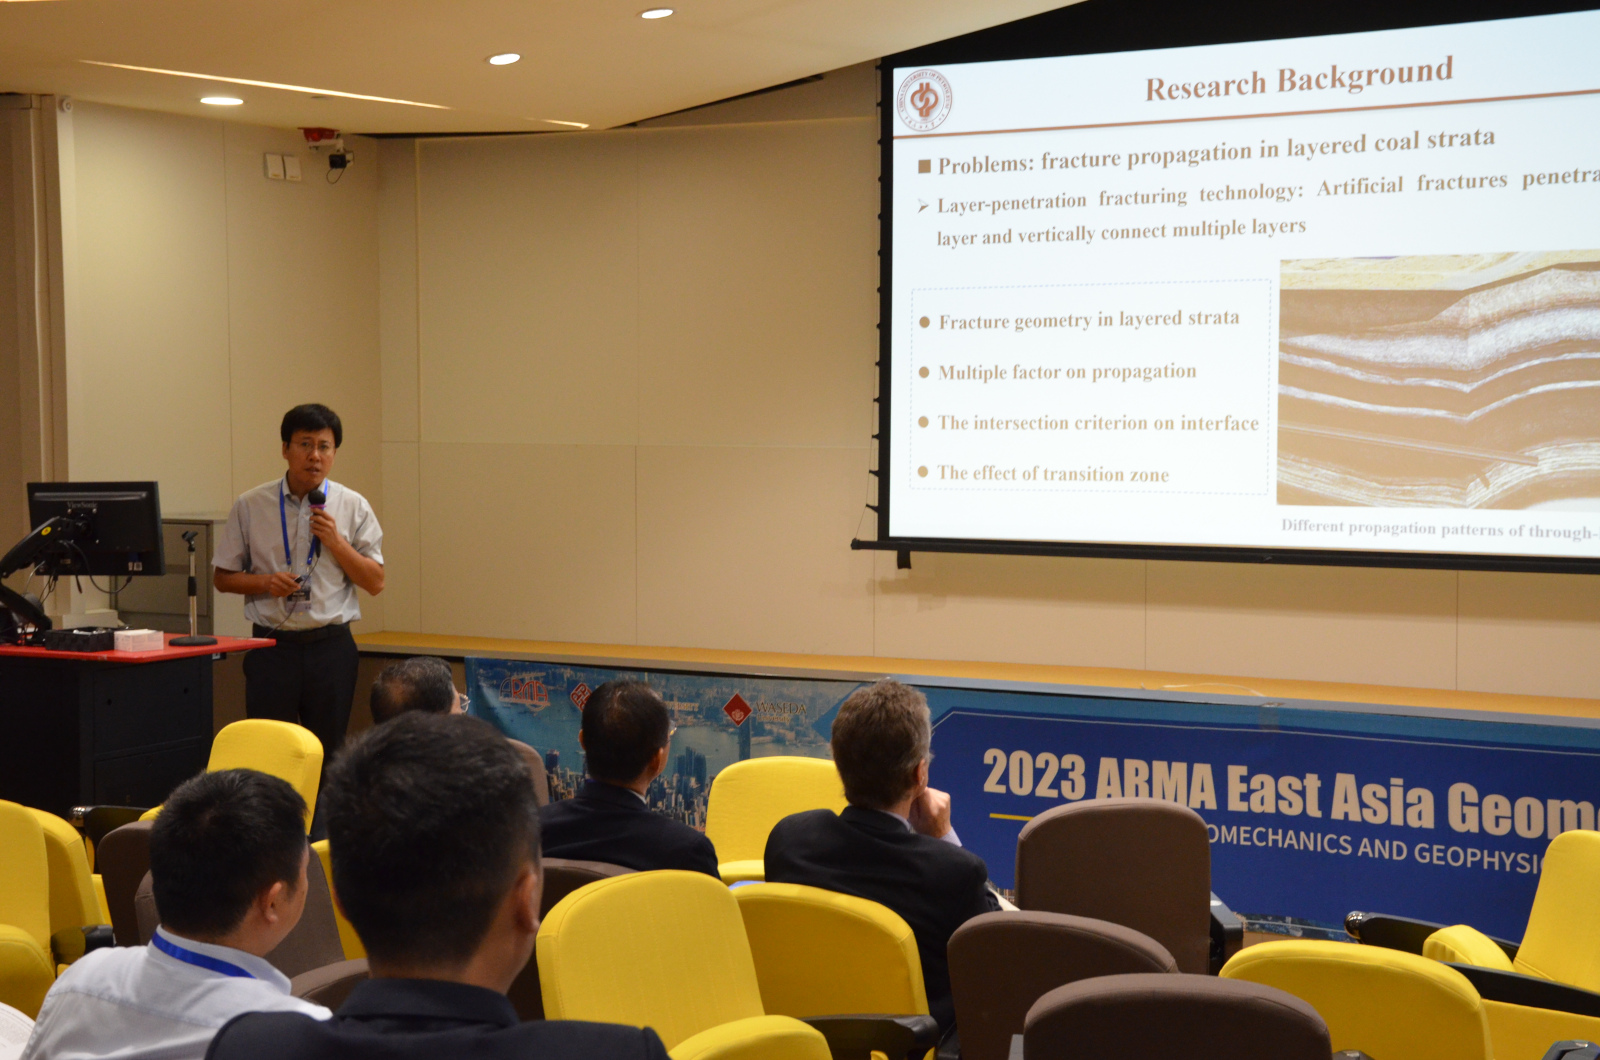 Research Background
Problems: fracture propagation in layered coal strata
Layer-penetration fracturing technology: Artificial fractures penetra
layer and vertically connect multiple layers
Fracture geometry in layered strata
Multiple factor on propagation
The intersection criterion on interface
The effect of transition zone
Different propagation patterns of through-
ViewSonic
WASEDA
2023 ARMA East Asia Geom
OMECHANICS AND GEOPHYSI